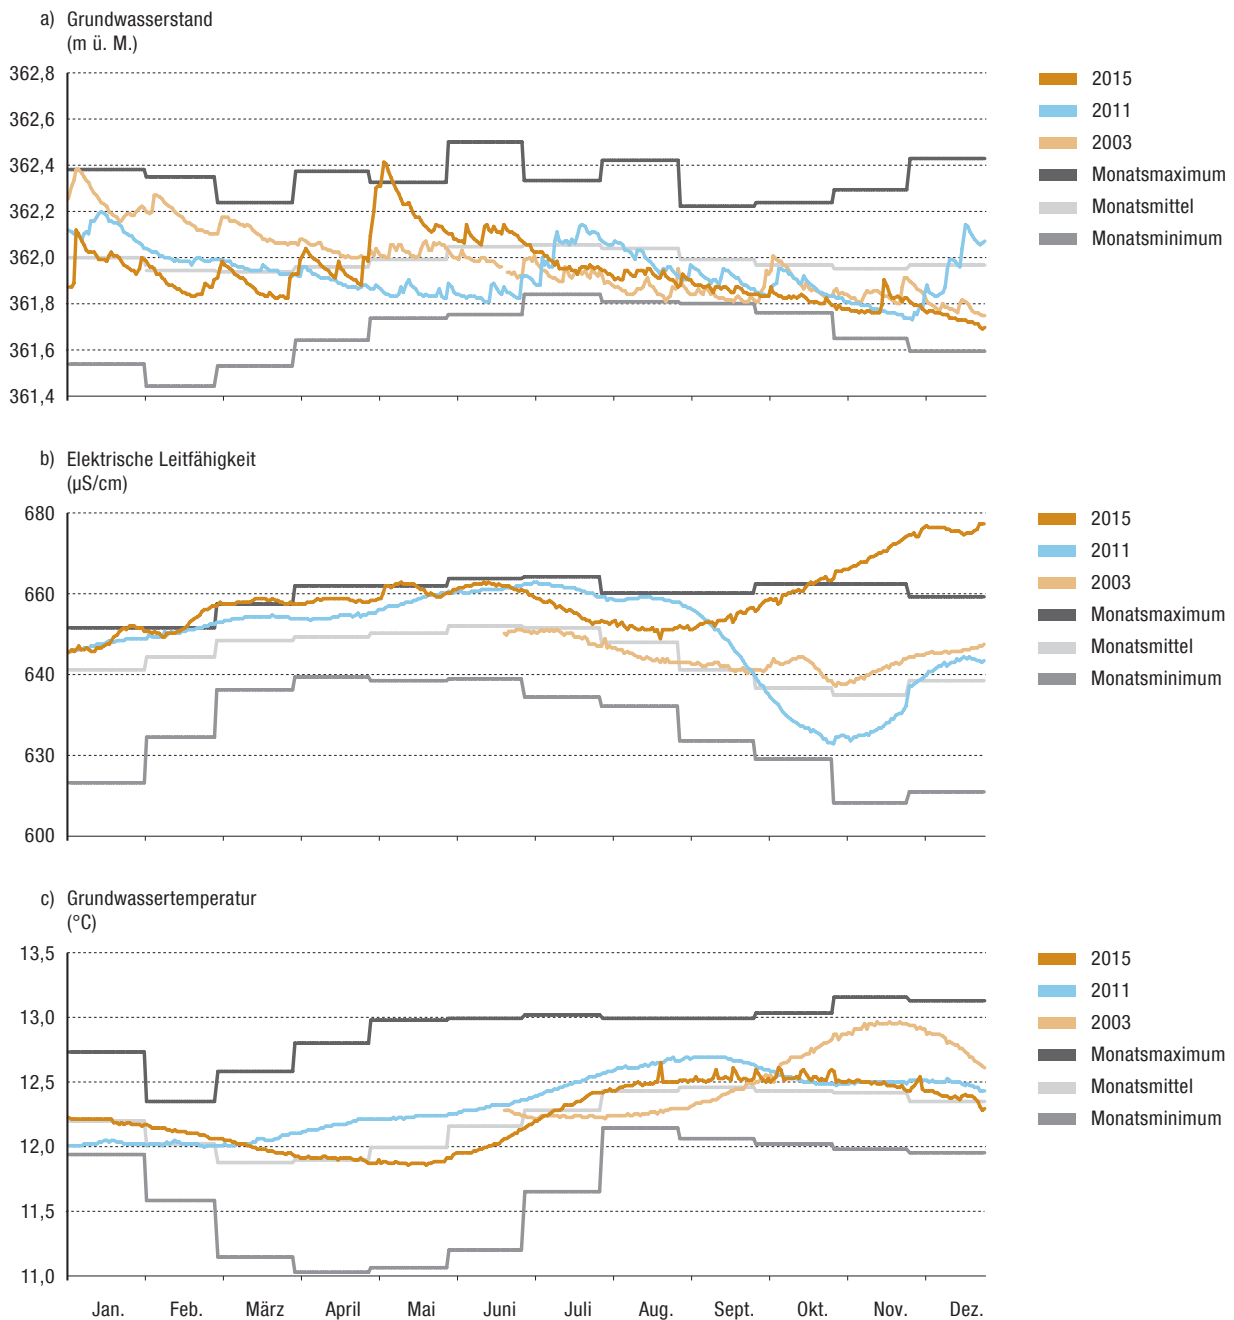 a) Grundwasserstand
(m ü. M.)
362,8
362,6
362,4
362,2
362,0
361,8
361,6
361,4
2015
2011
2003
Monatsmaximum
Monatsmittel
Monatsminimum
b) Elektrische Leitfähigkeit
(µS/cm)
680
660
640
630
600
2015
2011
2003
Monatsmaximum
Monatsmittel
Monatsminimum
c) Grundwassertemperatur
(°C)
13,5
13,0
12,5
12,0
11,5
11,0
2015
2011
2003
Monatsmaximum
Monatsmittel
Monatsminimum
Jan. Feb. März April Mai Juni Juli Aug. Sept. Okt. Nov. Dez.